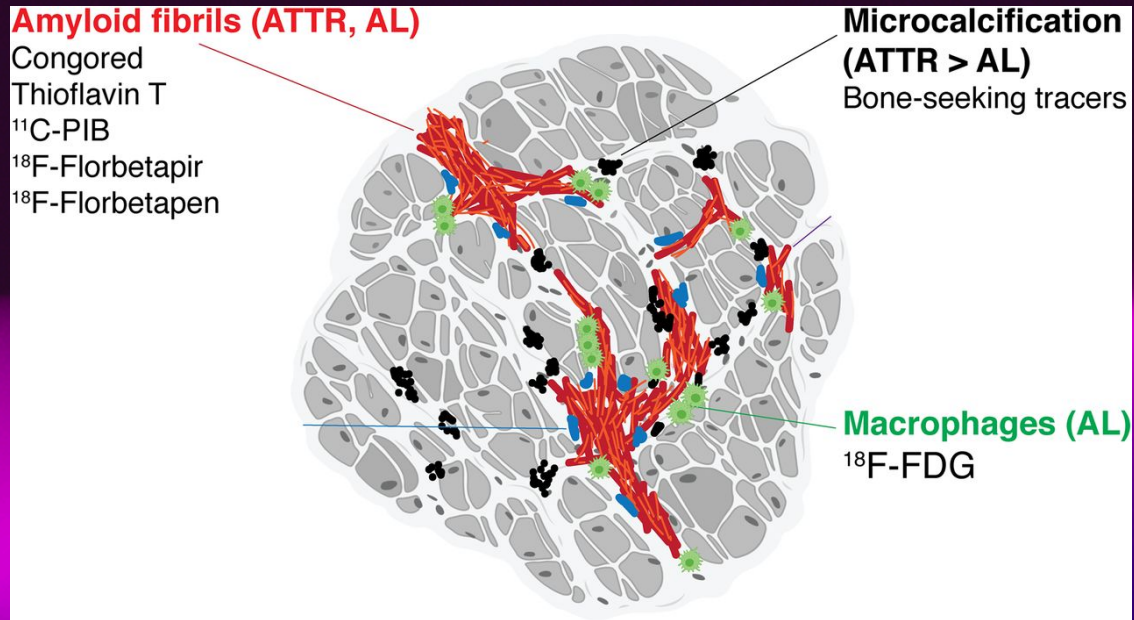 Amyloid fibrils (ATTR, AL)
Congored
Thioflavin T
¹¹C-PIB
¹⁸F-Florbetapir
¹⁸F-Florbetapen
Microcalcification
(ATTR > AL)
Bone-seeking tracers
Macrophages (AL)
¹⁸F-FDG